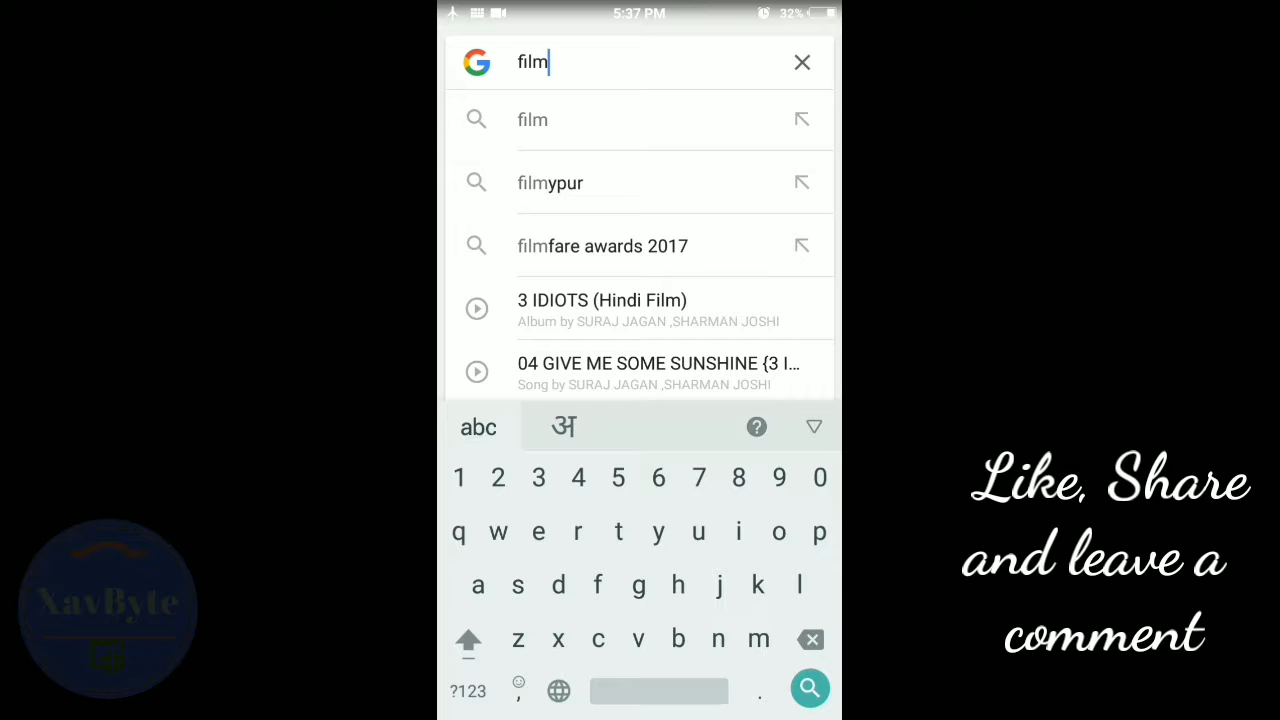 5:37 PM
32%
film
film
filmypur
filmfare awards 2017
3 IDIOTS (Hindi Film)
Album by SURAJ JAGAN ,SHARMAN JOSHI
04 GIVE ME SOME SUNSHINE {3 I...
Song by SURAJ JAGAN ,SHARMAN JOSHI
abc अ ?
1 2 3 4 5 6 7 8 9 0
q w e r t y u i o p
a s d f g h j k l
z x c v b n m
?123 , .
Like, Share
and leave a
comment
XavByte